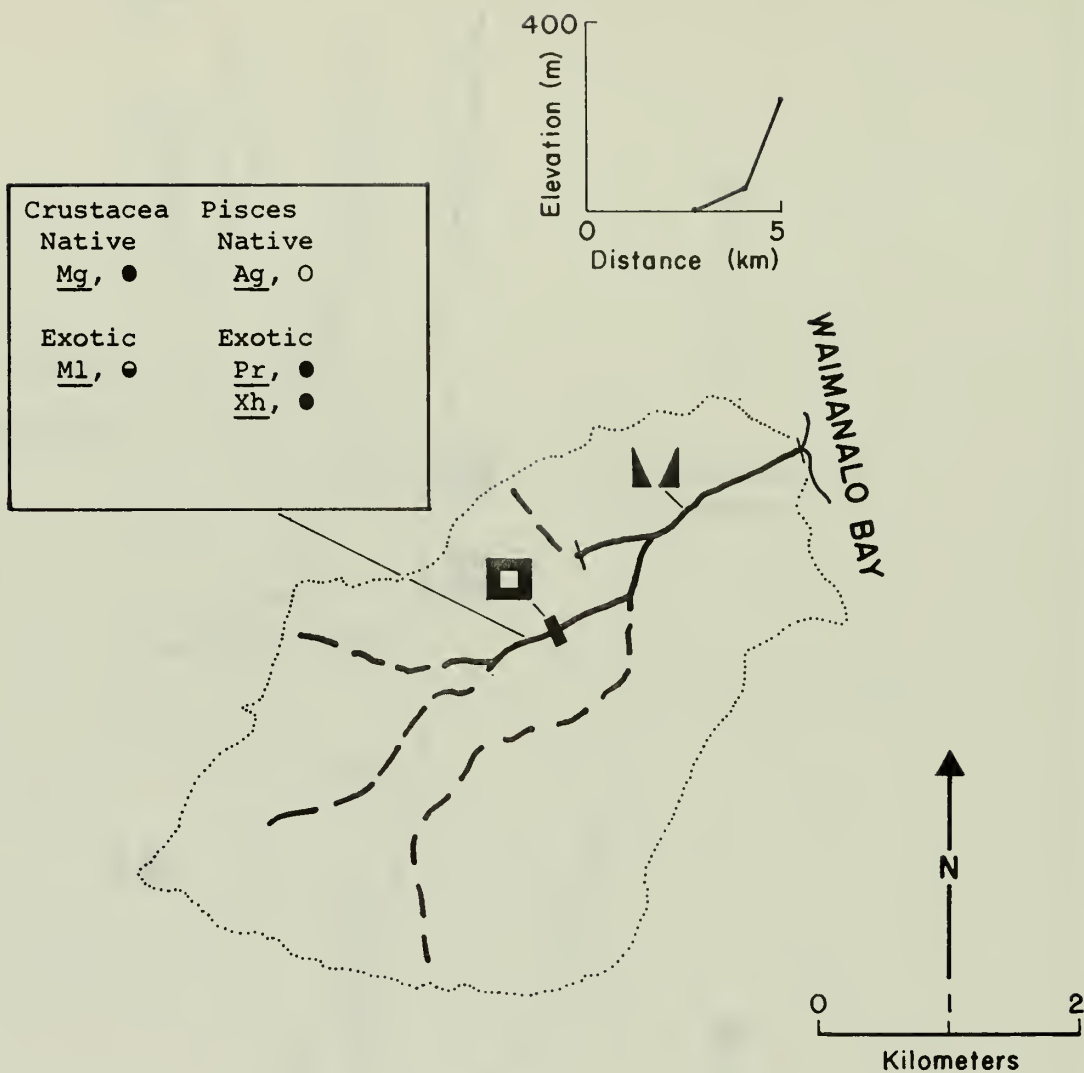 400
Elevation (m)
0 5
Distance (km)
Crustacea Pisces
Native Native
Mg, ● Ag, ○
Exotic Exotic
Ml, ◒ Pr, ●
Xh, ●
WAIMANALO BAY
N
0 1 2
Kilometers